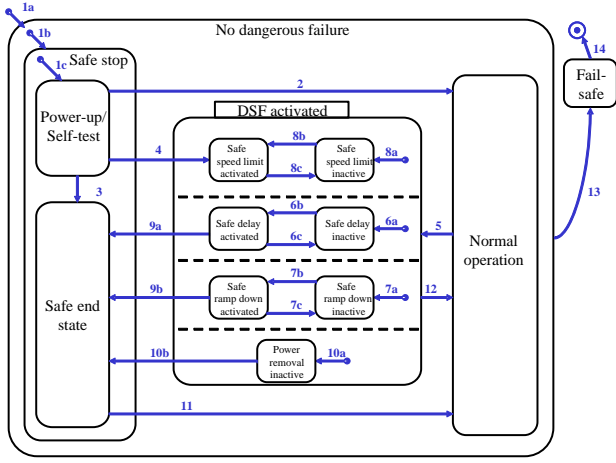 1a
No dangerous failure
1b
Safe stop
1c
14
Fail-
safe
2
DSF activated
Power-up/
Self-test
4
Safe
speed limit
activated
8b
8c
Safe
speed limit
inactive
8a
3
13
9a
Safe delay
activated
6b
6c
Safe delay
inactive
6a
5
Normal
operation
Safe end
state
9b
Safe
ramp down
activated
7b
7c
Safe
ramp down
inactive
7a
12
10b
Power
removal
inactive
10a
11